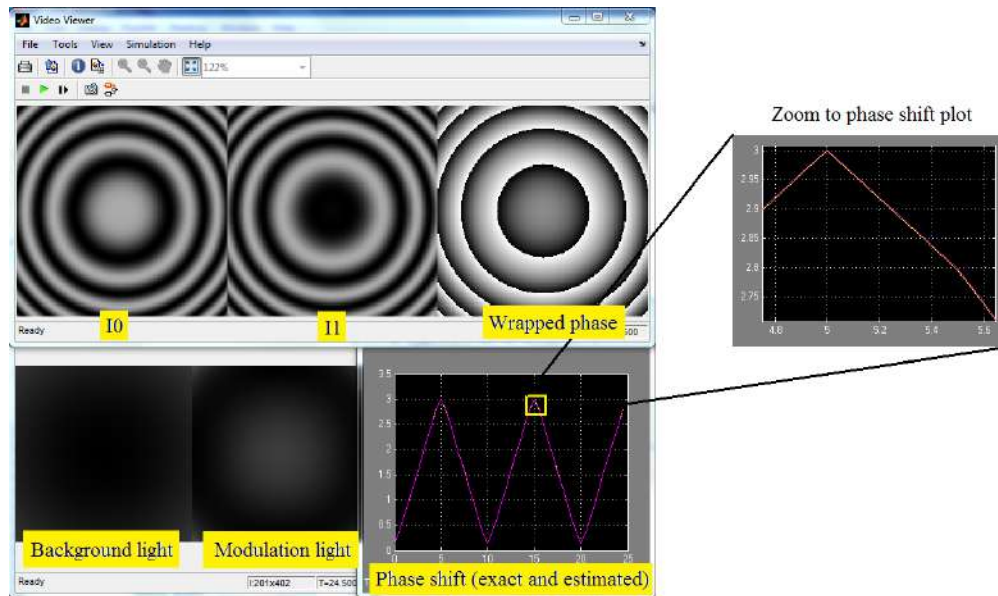 Video Viewer
File Tools View Simulation Help
122%
I0
I1
Wrapped phase
Ready
500
Zoom to phase shift plot
3
2.95
2.9
2.85
2.8
2.75
4.8 5 5.2 5.4 5.6
3.5
3
2.5
2
1.5
1
0.5
0
0 5 10 15 20 25
Background light
Modulation light
Phase shift (exact and estimated)
Ready
I:201x402
T=24.500